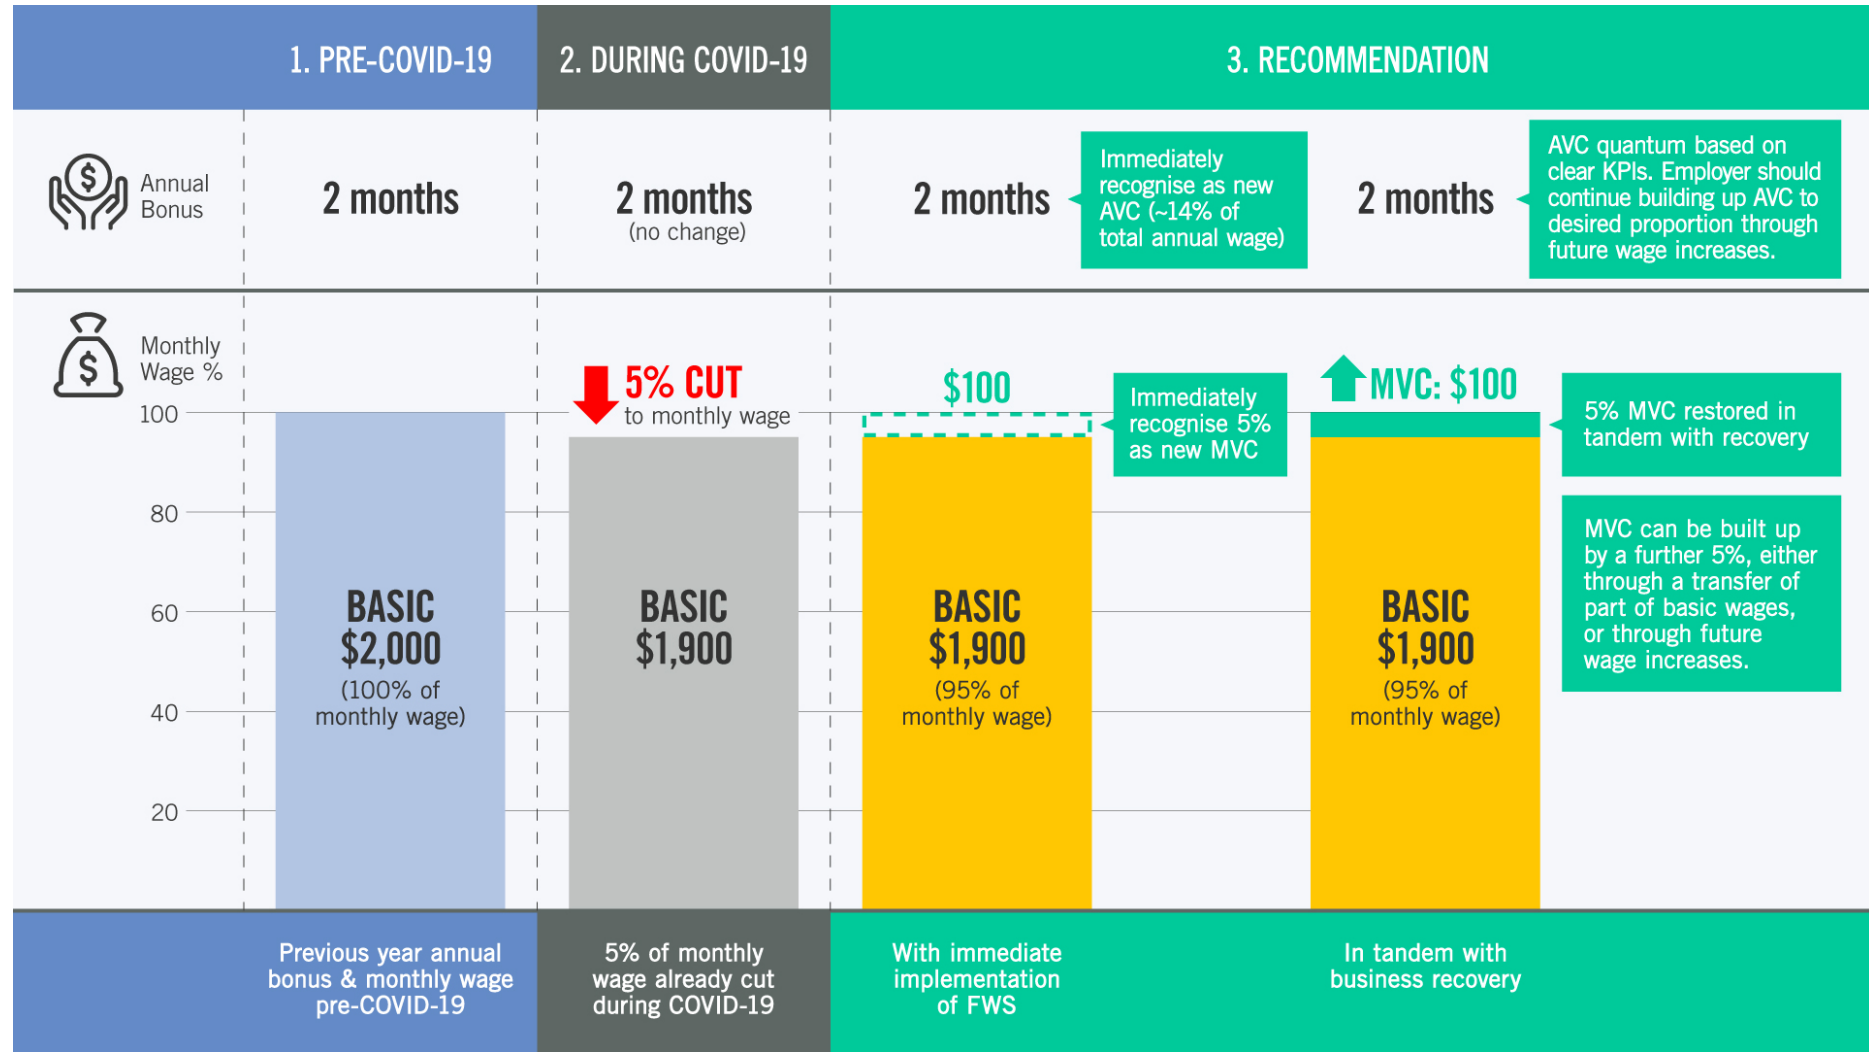 1. PRE-COVID-19
2. DURING COVID-19
3. RECOMMENDATION
$
Annual
Bonus
2 months
2 months
(no change)
2 months
Immediately
recognise as new
AVC (~14% of
total annual wage)
2 months
AVC quantum based on
clear KPIs. Employer should
continue building up AVC to
desired proportion through
future wage increases.
$
Monthly
Wage %
100
80
60
40
20
BASIC
$2,000
(100% of
monthly wage)
5% CUT
to monthly wage
BASIC
$1,900
$100
Immediately
recognise 5%
as new MVC
BASIC
$1,900
(95% of
monthly wage)
MVC: $100
BASIC
$1,900
(95% of
monthly wage)
5% MVC restored in
tandem with recovery
MVC can be built up
by a further 5%, either
through a transfer of
part of basic wages,
or through future
wage increases.
Previous year annual
bonus & monthly wage
pre-COVID-19
5% of monthly
wage already cut
during COVID-19
With immediate
implementation
of FWS
In tandem with
business recovery